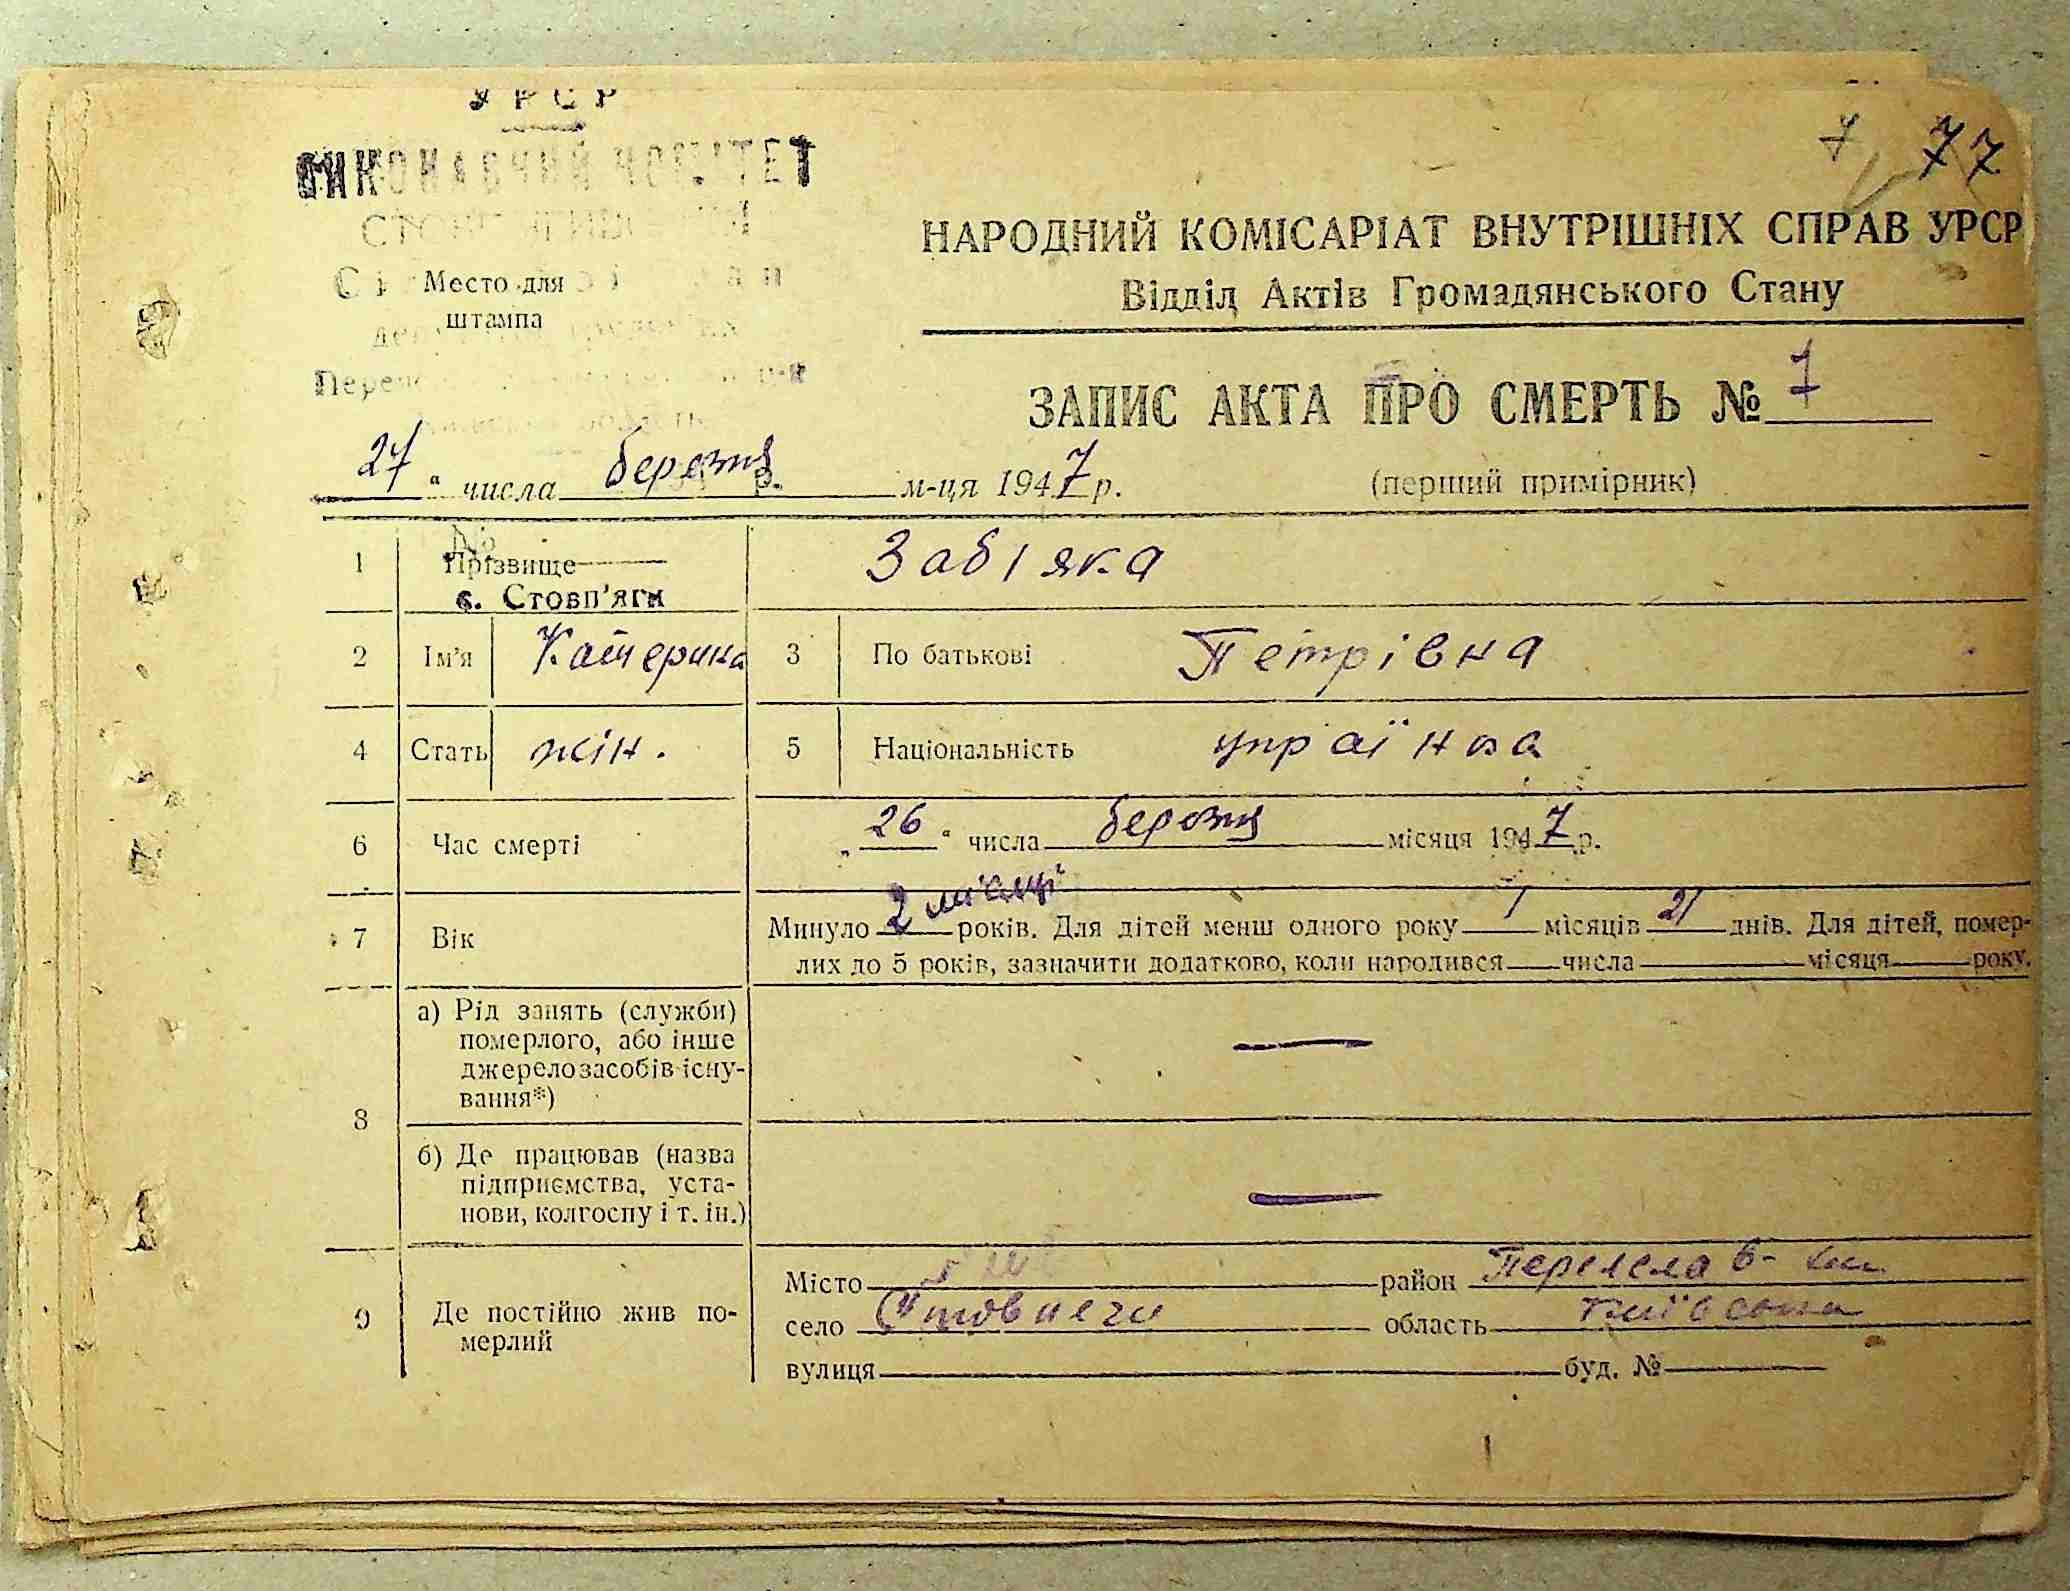 УРСР
ВИКОНАВЧИЙ КОМІТЕТ
7 77
НАРОДНИЙ КОМІСАРІАТ ВНУТРІШНІХ СПРАВ УРСР
Відділ Актів Громадянського Стану
Место для
штампа
ЗАПИС АКТА ПРО СМЕРТЬ № 7
27 " числа березня м-ця 1947 р.
(перший примірник)
№
1 Прізвище Забіяка
с. Стовп'яги
2 Ім'я Катерина 3 По батькові Петрівна
4 Стать жін. 5 Національність українка
6 Час смерті „ 26 " числа березня місяця 1947 р.
7 Вік Минуло 2 місяці років. Для дітей менш одного року 1 місяців 21 днів. Для дітей, помер-
лих до 5 років, зазначити додатково, коли народився числа місяця року.
8 а) Рід занять (служби)
померлого, або інше
джерело засобів існу-
вання*) —
б) Де працював (назва
підприємства, уста-
нови, колгоспу і т. ін.) —
9 Де постійно жив по-
мерлий
Місто район
село Стовпяги область Київська
вулиця буд. №